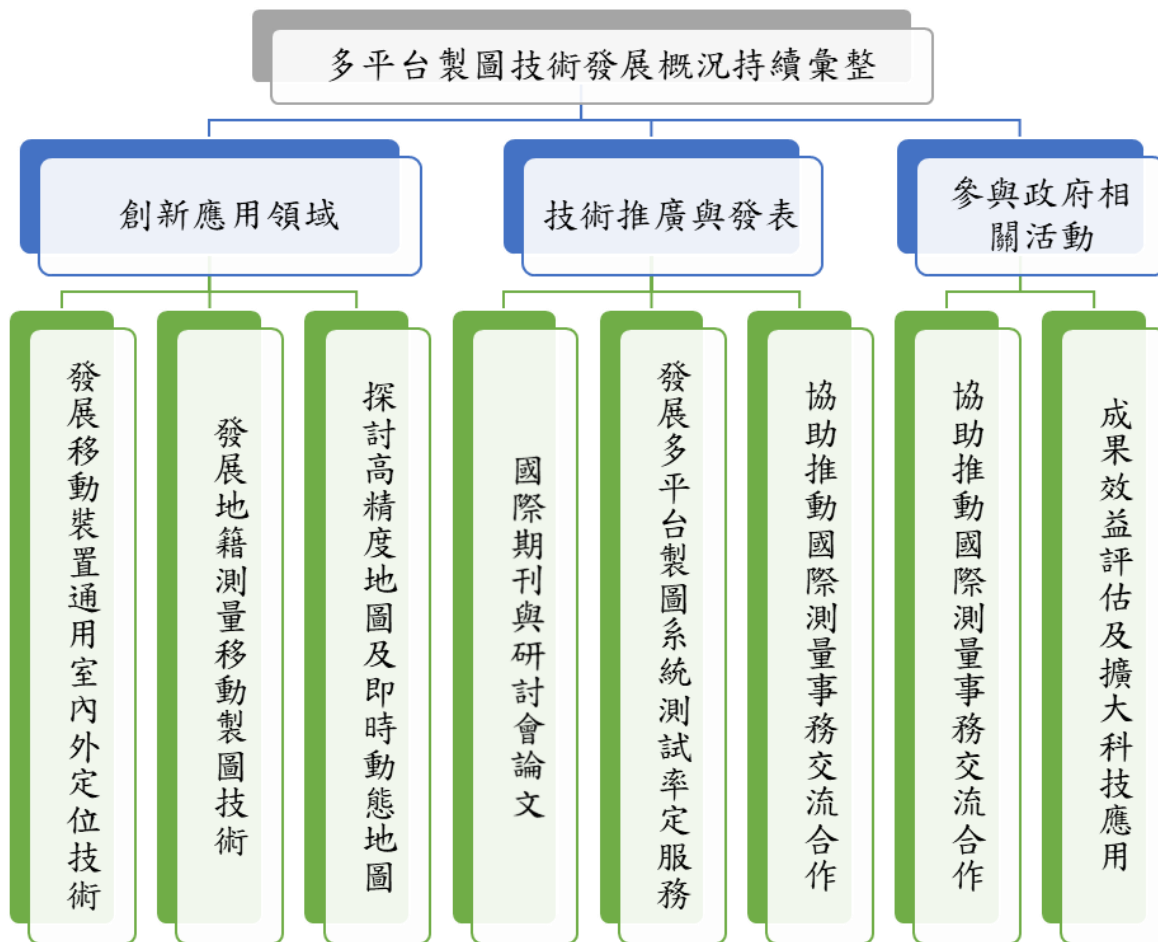 多平台製圖技術發展概況持續彙整
創新應用領域
技術推廣與發表
參與政府相
關活動
發展移動裝置通用室內外定位技術
發展地籍測量移動製圖技術
探討高精度地圖及即時動態地圖
國際期刊與研討會論文
發展多平台製圖系統測試率定服務
協助推動國際測量事務交流合作
協助推動國際測量事務交流合作
成果效益評估及擴大科技應用